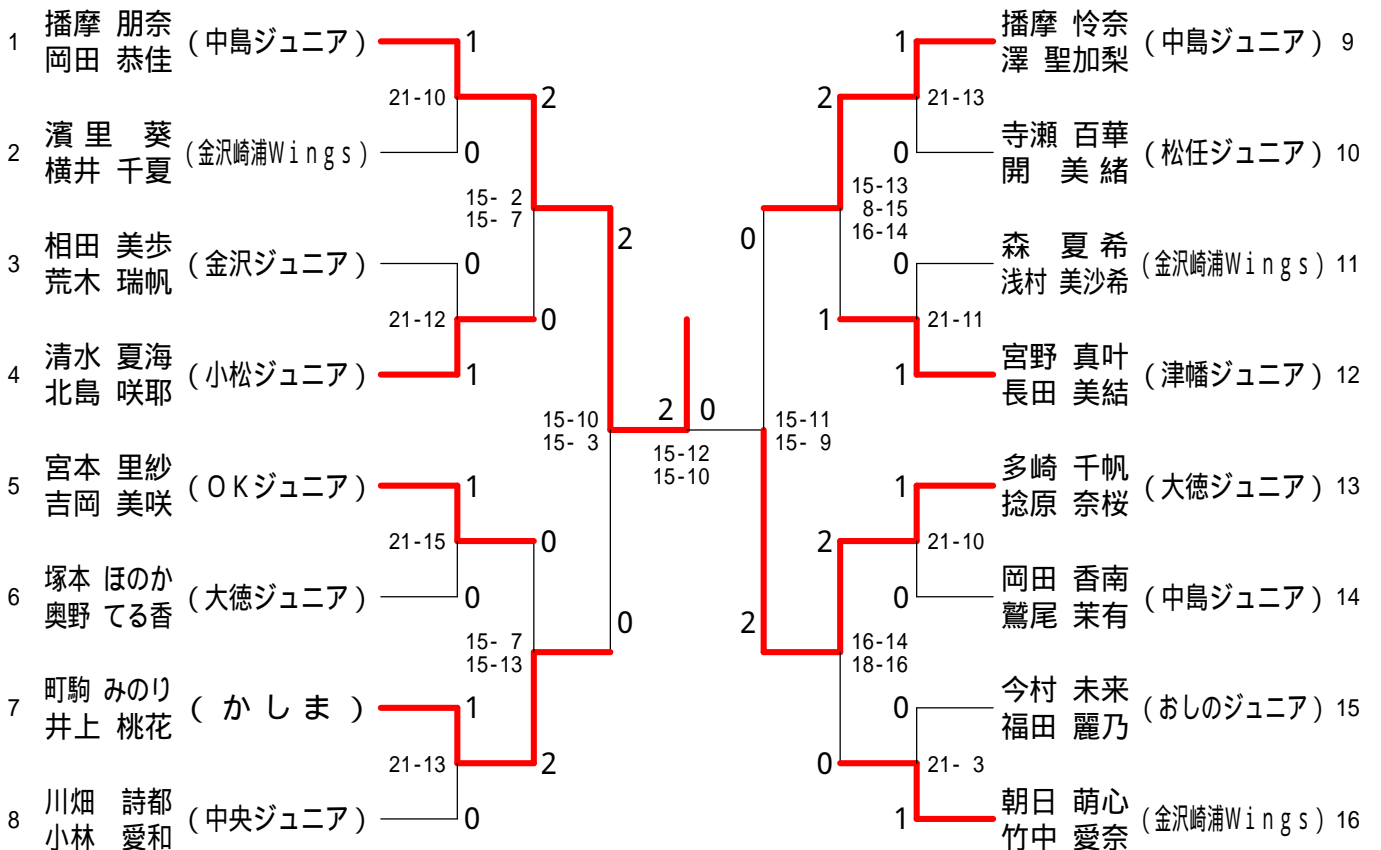 1 播摩 朋奈
岡田 恭佳 (中島ジュニア) 1
21-10
2
2 濱里 葵
横井 千夏 (金沢崎浦Wings) 0
15- 2
15- 7
2
3 相田 美歩
荒木 瑞帆 (金沢ジュニア) 0
21-12
0
4 清水 夏海
北島 咲耶 (小松ジュニア) 1
15-10
15- 3
5 宮本 里紗
吉岡 美咲 (OKジュニア) 1
21-15
0
6 塚本 ほのか
奥野 てる香 (大徳ジュニア) 0
15- 7
15-13
0
7 町駒 みのり
井上 桃花 (かしま) 1
21-13
2
8 川畑 詩都
小林 愛和 (中央ジュニア) 0
2 0
15-12
15-10
1 播摩 怜奈
澤 聖加梨 (中島ジュニア) 9
2
21-13
0 寺瀬 百華
開 美緒 (松任ジュニア) 10
15-13
8-15
16-14
0
0 森 夏希
浅村 美沙希 (金沢崎浦Wings) 11
1
21-11
1 宮野 真叶
長田 美結 (津幡ジュニア) 12
15-11
15- 9
1 多崎 千帆
捻原 奈桜 (大徳ジュニア) 13
2
21-10
0 岡田 香南
鷲尾 茉有 (中島ジュニア) 14
2
16-14
18-16
0 今村 未来
福田 麗乃 (おしのジュニア) 15
0
21- 3
1 朝日 萌心
竹中 愛奈 (金沢崎浦Wings) 16